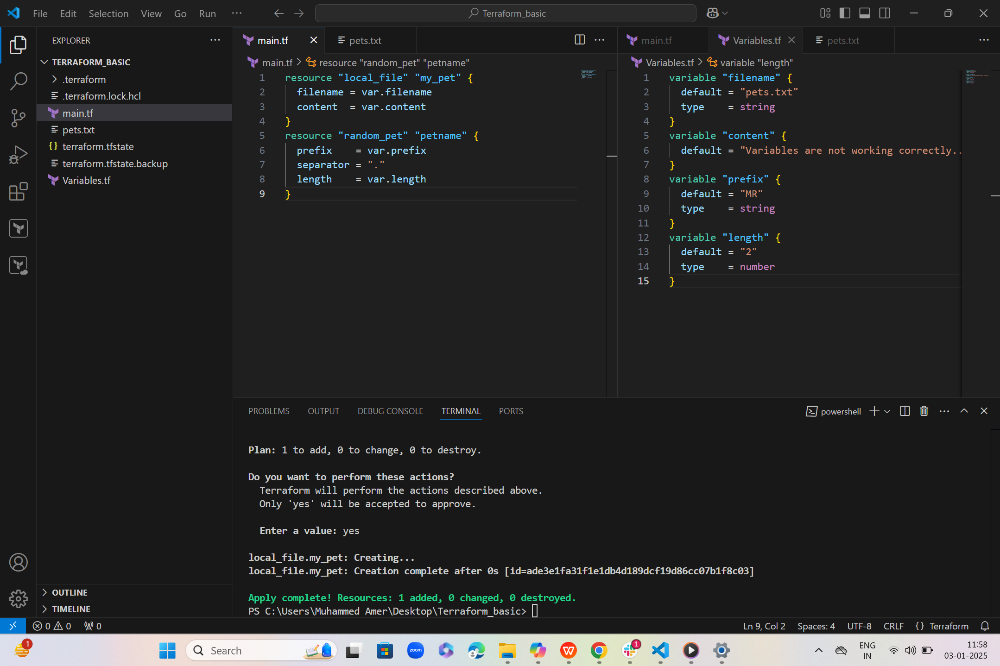 File Edit Selection View Go Run ···
Terraform_basic
EXPLORER
TERRAFORM_BASIC
.terraform
.terraform.lock.hcl
main.tf
pets.txt
terraform.tfstate
terraform.tfstate.backup
Variables.tf
OUTLINE
TIMELINE
main.tf pets.txt
main.tf > resource "random_pet" "petname"
1 resource "local_file" "my_pet" {
2 filename = var.filename
3 content = var.content
4 }
5 resource "random_pet" "petname" {
6 prefix = var.prefix
7 separator = "."
8 length = var.length
9 }
main.tf Variables.tf pets.txt
Variables.tf > variable "length"
1 variable "filename" {
2 default = "pets.txt"
3 type = string
4 }
5 variable "content" {
6 default = "Variables are not working correctly..
7 }
8 variable "prefix" {
9 default = "MR"
10 type = string
11 }
12 variable "length" {
13 default = "2"
14 type = number
15 }
PROBLEMS OUTPUT DEBUG CONSOLE TERMINAL PORTS
powershell
Plan: 1 to add, 0 to change, 0 to destroy.
Do you want to perform these actions?
Terraform will perform the actions described above.
Only 'yes' will be accepted to approve.
Enter a value: yes
local_file.my_pet: Creating...
local_file.my_pet: Creation complete after 0s [id=ade3e1fa31f1e1db4d189dcf19d86cc07b1f8c03]
Apply complete! Resources: 1 added, 0 changed, 0 destroyed.
PS C:\Users\Muhammed Amer\Desktop\Terraform_basic>
0 0 0
Ln 9, Col 2 Spaces: 4 UTF-8 CRLF {} Terraform
1
Search
zoom
W
1
ENG
IN
11:58
03-01-2025